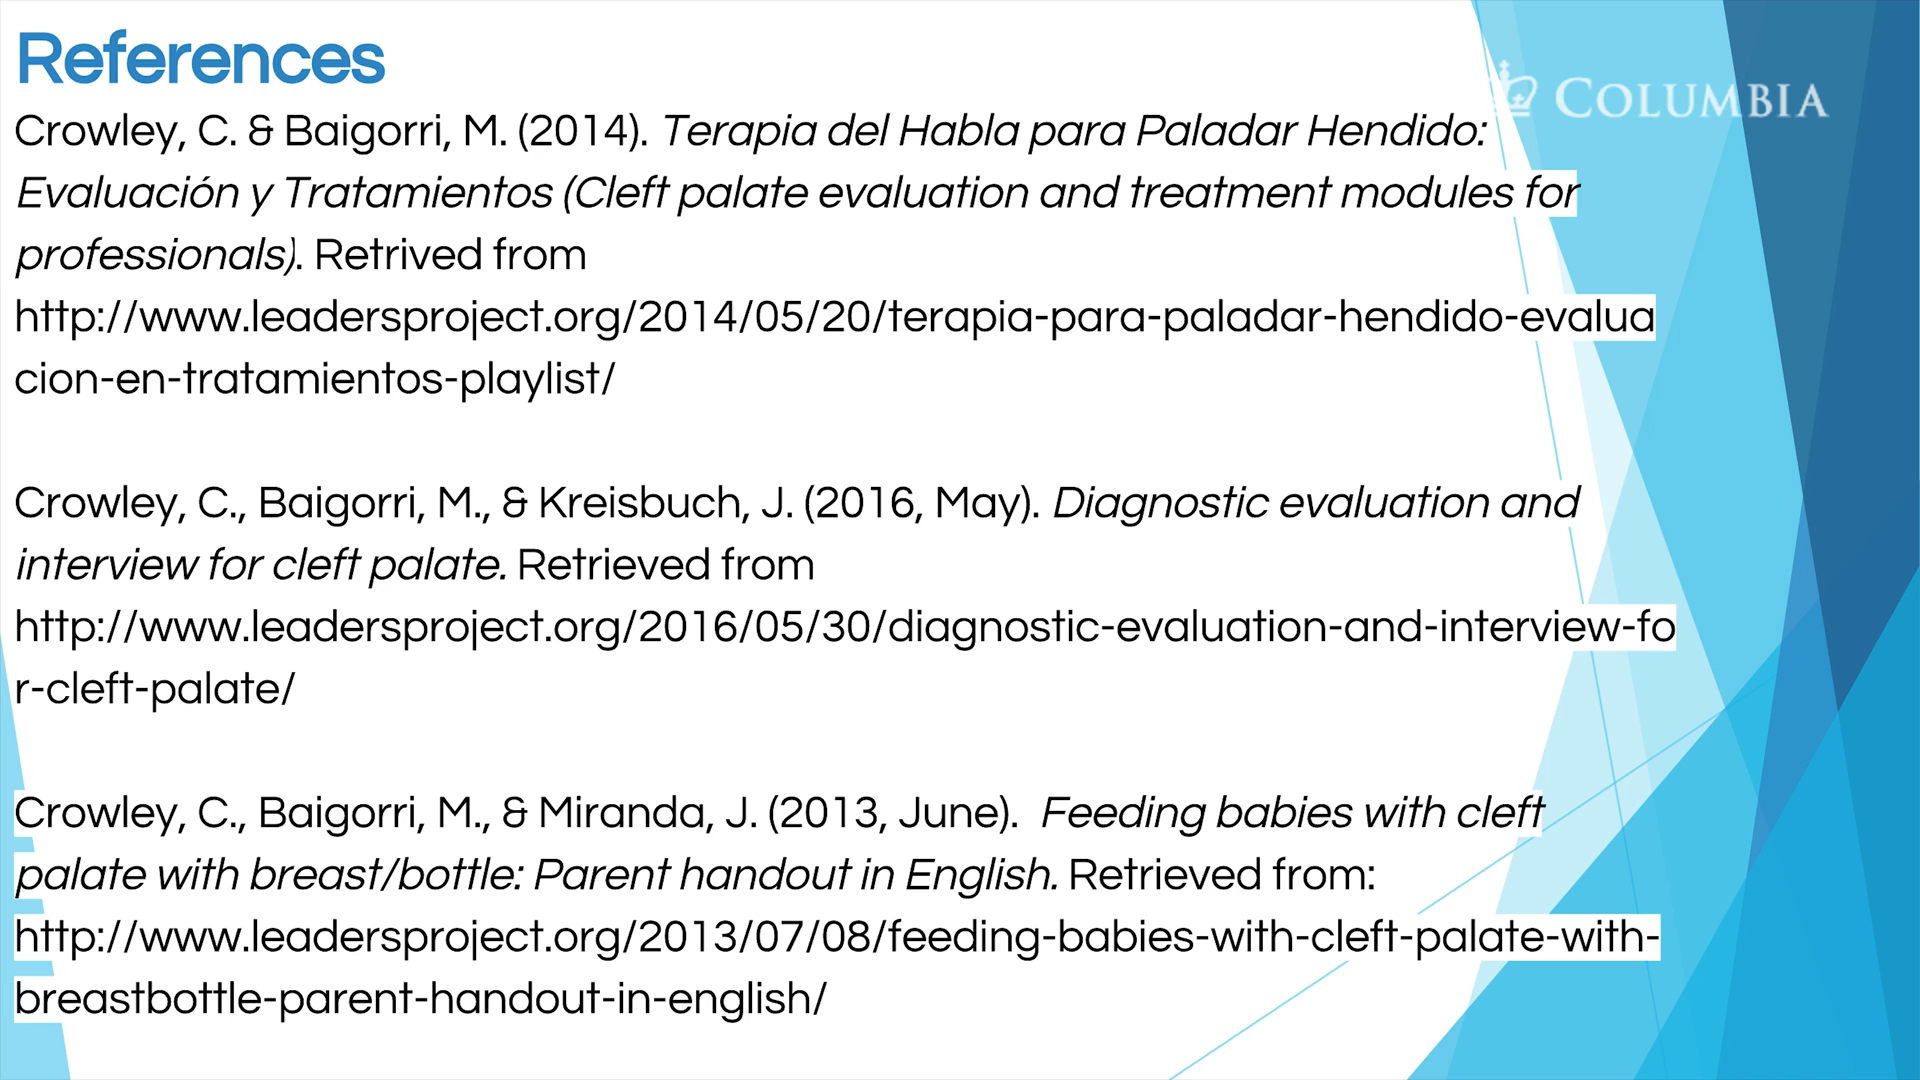 References
COLUMBIA
Crowley, C. & Baigorri, M. (2014). Terapia del Habla para Paladar Hendido:
Evaluación y Tratamientos (Cleft palate evaluation and treatment modules for
professionals). Retrived from
http://www.leadersproject.org/2014/05/20/terapia-para-paladar-hendido-evalua
cion-en-tratamientos-playlist/
Crowley, C., Baigorri, M., & Kreisbuch, J. (2016, May). Diagnostic evaluation and
interview for cleft palate. Retrieved from
http://www.leadersproject.org/2016/05/30/diagnostic-evaluation-and-interview-fo
r-cleft-palate/
Crowley, C., Baigorri, M., & Miranda, J. (2013, June). Feeding babies with cleft
palate with breast/bottle: Parent handout in English. Retrieved from:
http://www.leadersproject.org/2013/07/08/feeding-babies-with-cleft-palate-with-
breastbottle-parent-handout-in-english/